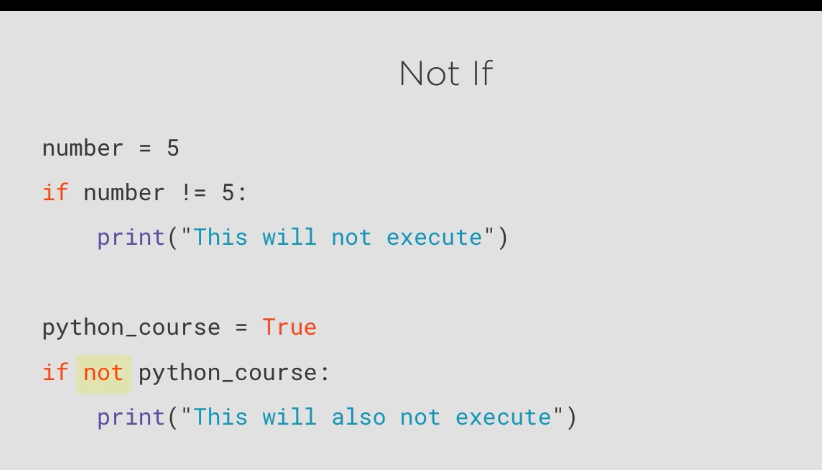 Not If
number = 5
if number != 5:
    print("This will not execute")
python_course = True
if not python_course:
    print("This will also not execute")